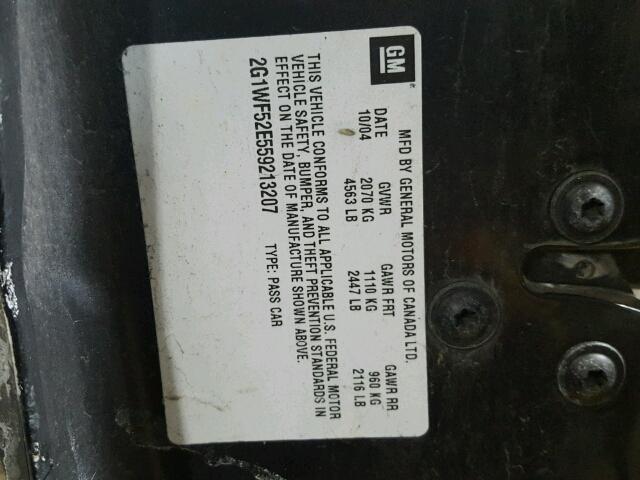 GM
MFD BY GENERAL MOTORS OF CANADA LTD.
DATE GVWR GAWR FRT GAWR RR
10/04 2070 KG 1110 KG 960 KG
4563 LB 2447 LB 2116 LB
THIS VEHICLE CONFORMS TO ALL APPLICABLE U.S. FEDERAL MOTOR
VEHICLE SAFETY, BUMPER, AND THEFT PREVENTION STANDARDS IN
EFFECT ON THE DATE OF MANUFACTURE SHOWN ABOVE.
2G1WF52E559213207 TYPE: PASS CAR